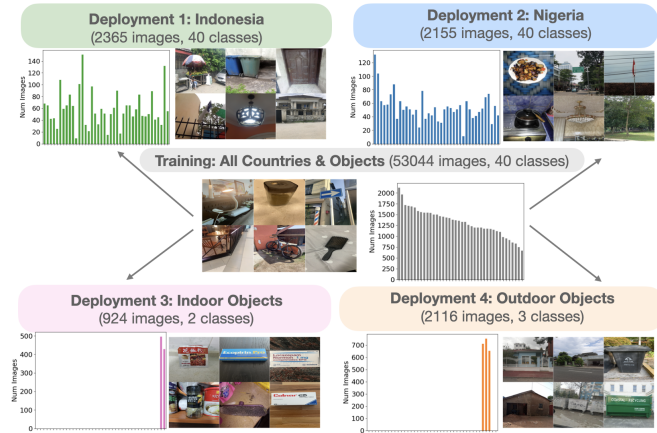 Deployment 1: Indonesia
(2365 images, 40 classes)
Deployment 2: Nigeria
(2155 images, 40 classes)
Num Images
140
120
100
80
60
40
20
0
Num Images
120
100
80
60
40
20
0
Training: All Countries & Objects (53044 images, 40 classes)
Num Images
2000
1750
1500
1250
1000
750
500
250
0
Deployment 3: Indoor Objects
(924 images, 2 classes)
Deployment 4: Outdoor Objects
(2116 images, 3 classes)
Num Images
500
400
300
200
100
0
Num Images
700
600
500
400
300
200
100
0